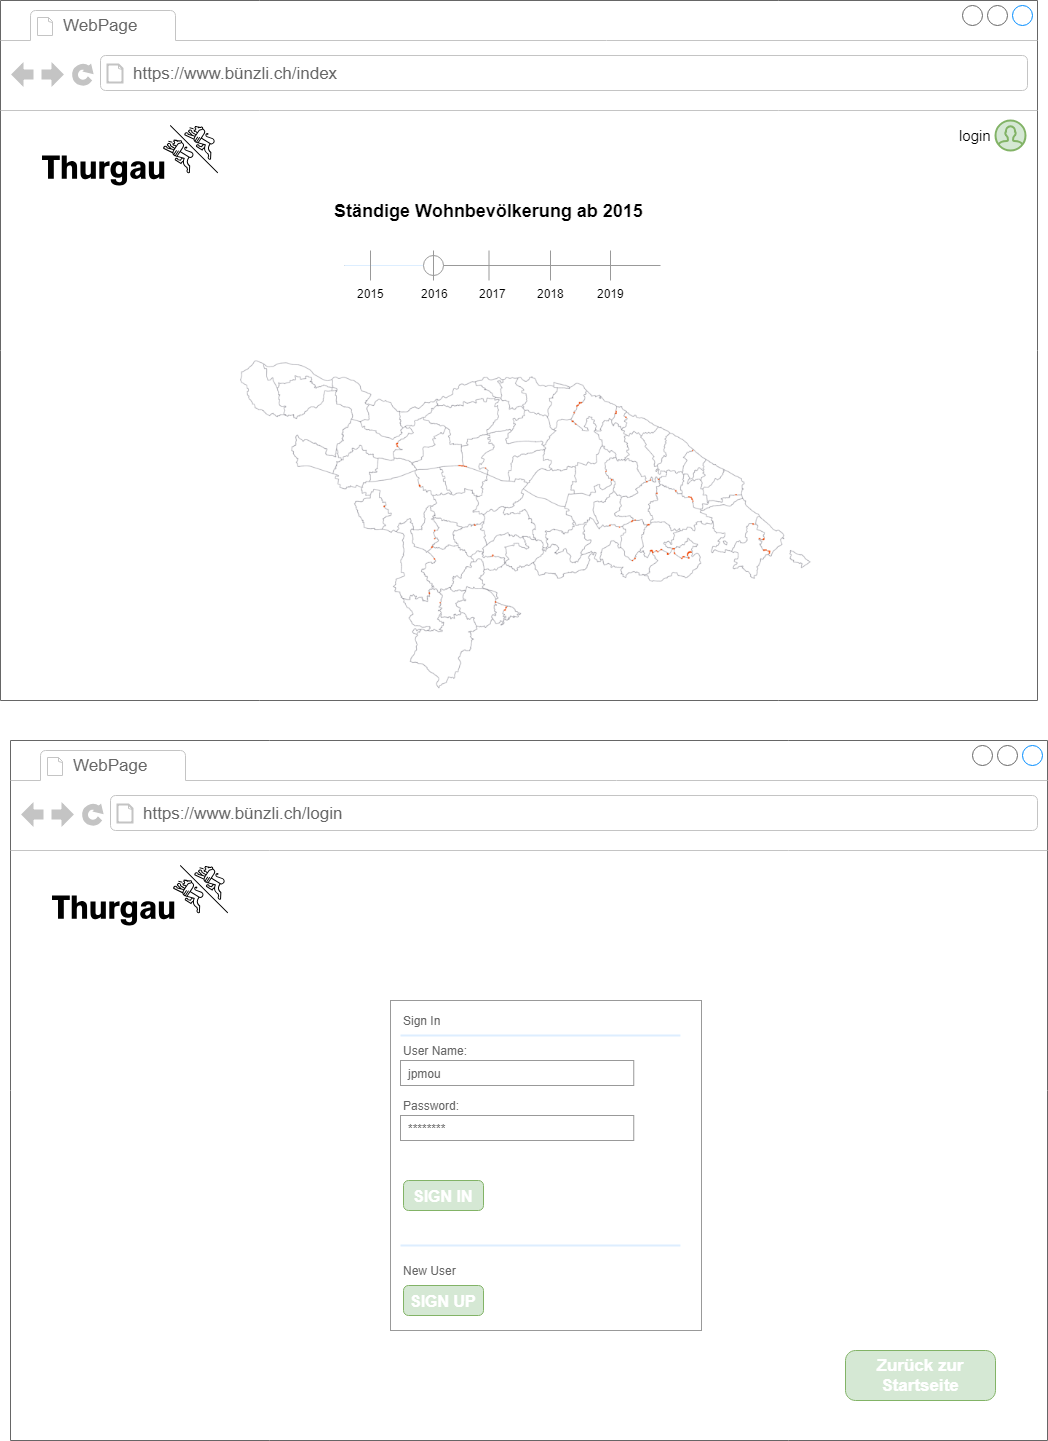 WebPage
https://www.bünzli.ch/index
login
Thurgau
Ständige Wohnbevölkerung ab 2015
2015 2016 2017 2018 2019
WebPage
https://www.bünzli.ch/login
Thurgau
Sign In
User Name:
jpmou
Password:
********
SIGN IN
New User
SIGN UP
Zurück zur
Startseite